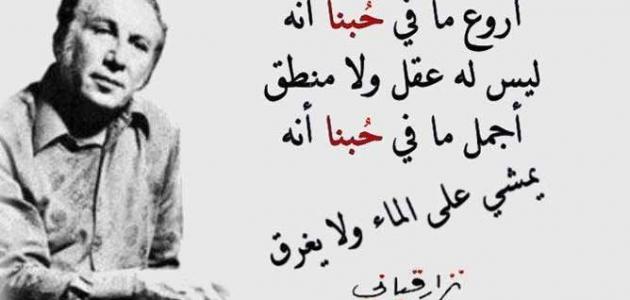 أروع ما في حُبنا أنه
ليس له عقل ولا منطق
أجمل ما في حُبنا أنه
يمشي على الماء ولا يغرق
نزار قباني